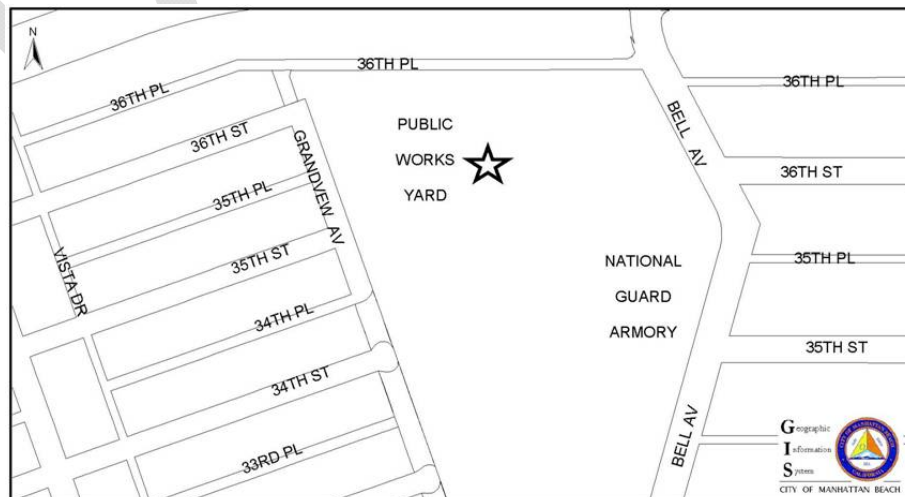 N
36TH PL
36TH PL
36TH PL
36TH ST
GRANDVIEW AV
PUBLIC
WORKS
YARD
BELL AV
36TH ST
35TH PL
35TH ST
VISTA DR
34TH PL
34TH ST
33RD PL
NATIONAL
GUARD
ARMORY
35TH PL
35TH ST
BELL AV
Geographic
Information
System
CITY OF MANHATTAN BEACH